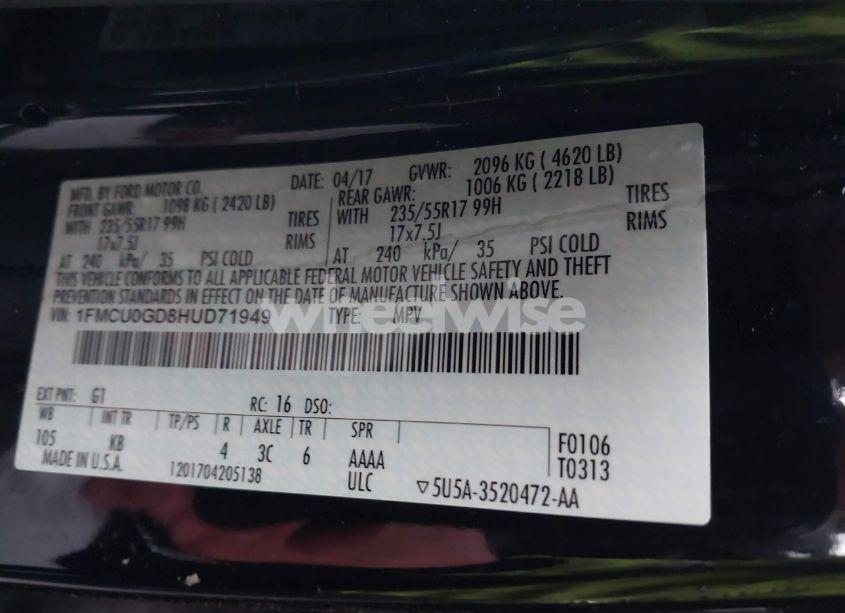 MFD. BY FORD MOTOR CO. DATE: 04/17 GVWR: 2096 KG ( 4620 LB)
FRONT GAWR: 1098 KG ( 2420 LB) REAR GAWR: 1006 KG ( 2218 LB)
WITH 235/55R17 99H TIRES WITH 235/55R17 99H TIRES
17x7.5J RIMS 17x7.5J RIMS
AT 240 kPa/ 35 PSI COLD AT 240 kPa/ 35 PSI COLD
THIS VEHICLE CONFORMS TO ALL APPLICABLE FEDERAL MOTOR VEHICLE SAFETY AND THEFT
PREVENTION STANDARDS IN EFFECT ON THE DATE OF MANUFACTURE SHOWN ABOVE.
VIN: 1FMCU0GD8HUD71949 TYPE: MPV
wheelwise
EXT PNT: G1 RC: 16 DSO:
WB INT TR TP/PS R AXLE TR SPR
105 KB 4 3C 6 AAAA F0106
MADE IN U.S.A. 1201704205138 ULC T0313
▽5U5A-3520472-AA